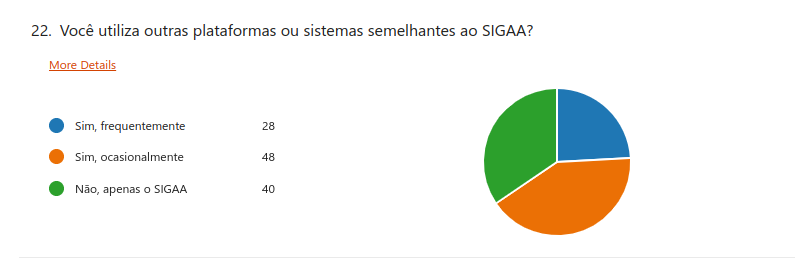 22. Você utiliza outras plataformas ou sistemas semelhantes ao SIGAA?
More Details
Sim, frequentemente 28
Sim, ocasionalmente 48
Não, apenas o SIGAA 40